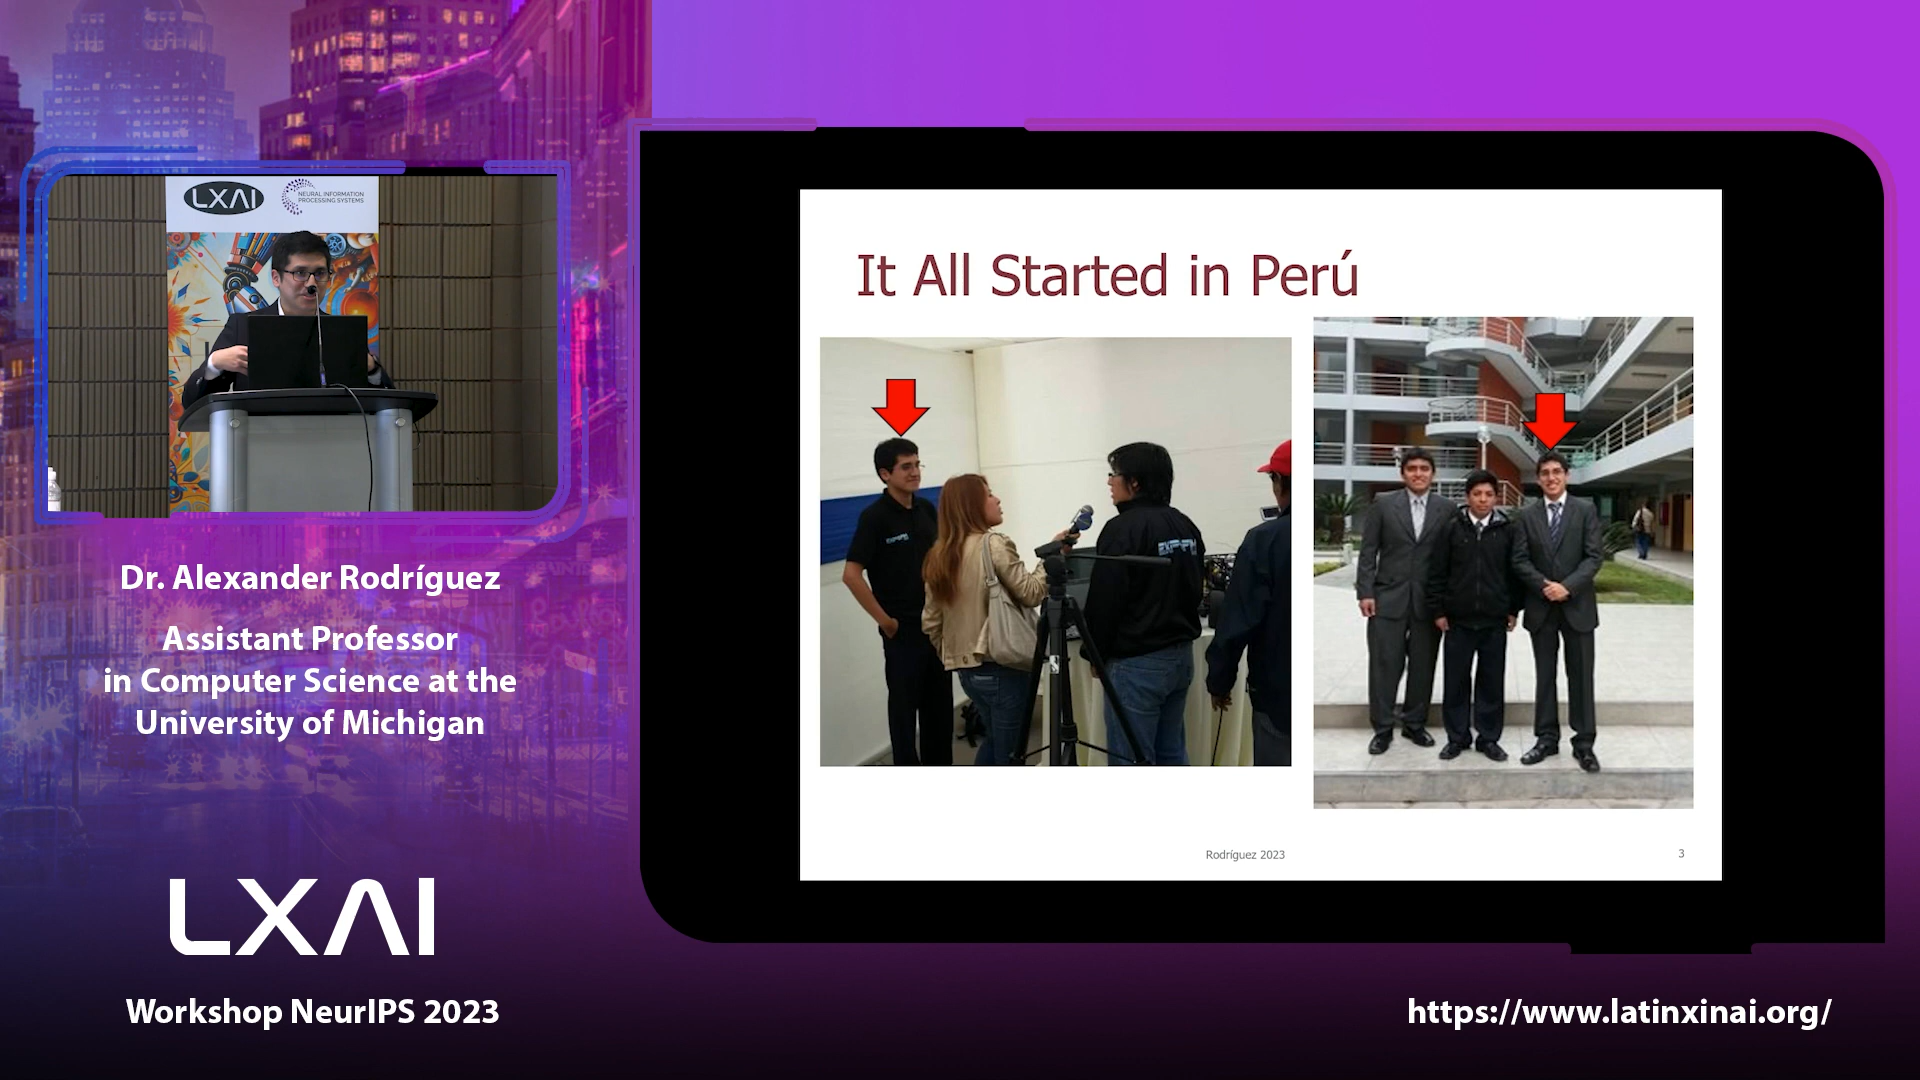 LXAI
NEURAL INFORMATION
PROCESSING SYSTEMS
Dr. Alexander Rodríguez
Assistant Professor
in Computer Science at the
University of Michigan
LXAI
Workshop NeurIPS 2023
It All Started in Perú
Rodríguez 2023
3
https://www.latinxinai.org/